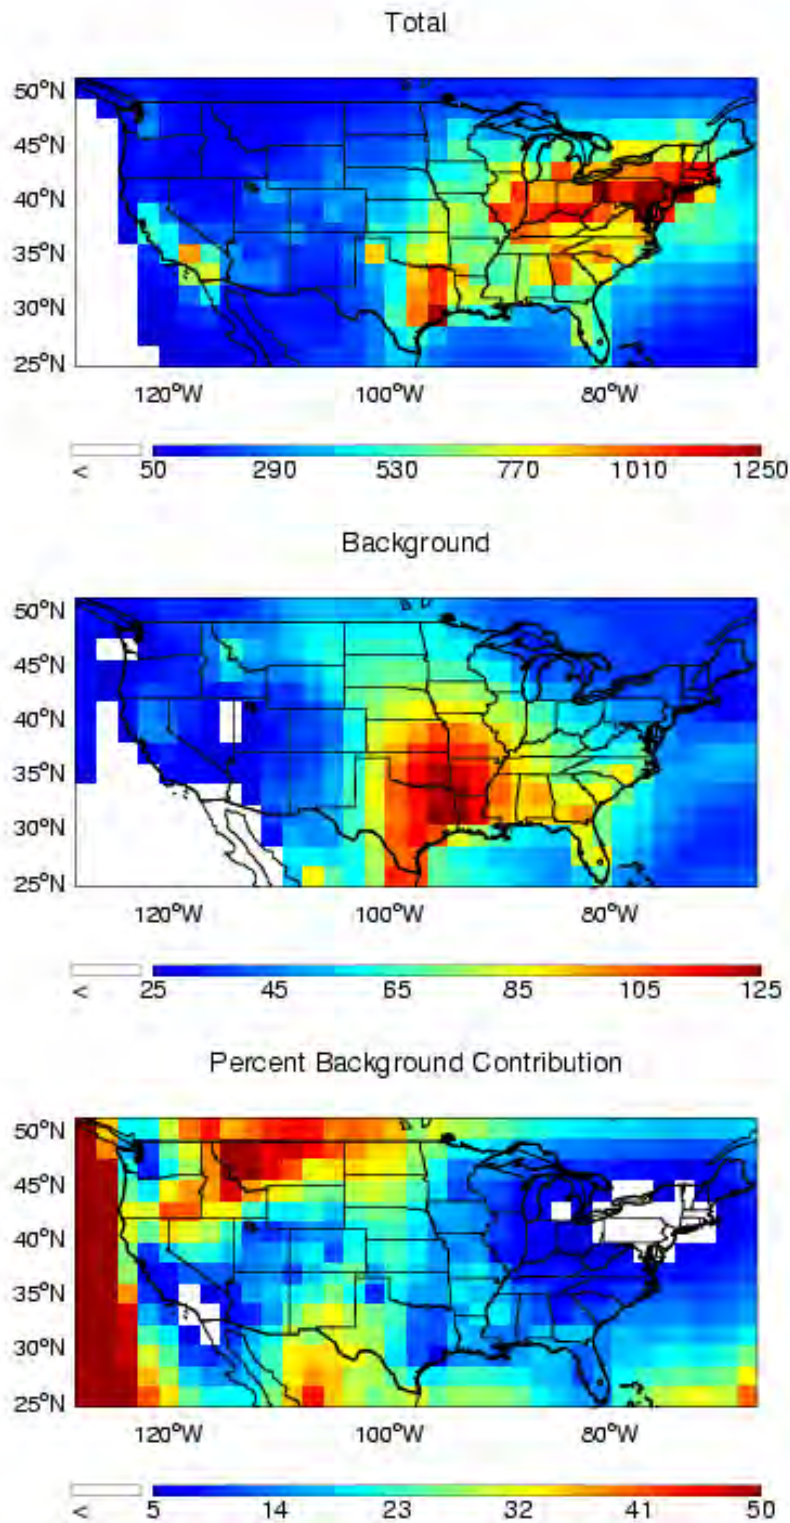 Total
50°N
45°N
40°N
35°N
30°N
25°N
120°W 100°W 80°W
< 50 290 530 770 1010 1250
Background
50°N
45°N
40°N
35°N
30°N
25°N
120°W 100°W 80°W
< 25 45 65 85 105 125
Percent Background Contribution
50°N
45°N
40°N
35°N
30°N
25°N
120°W 100°W 80°W
< 5 14 23 32 41 50